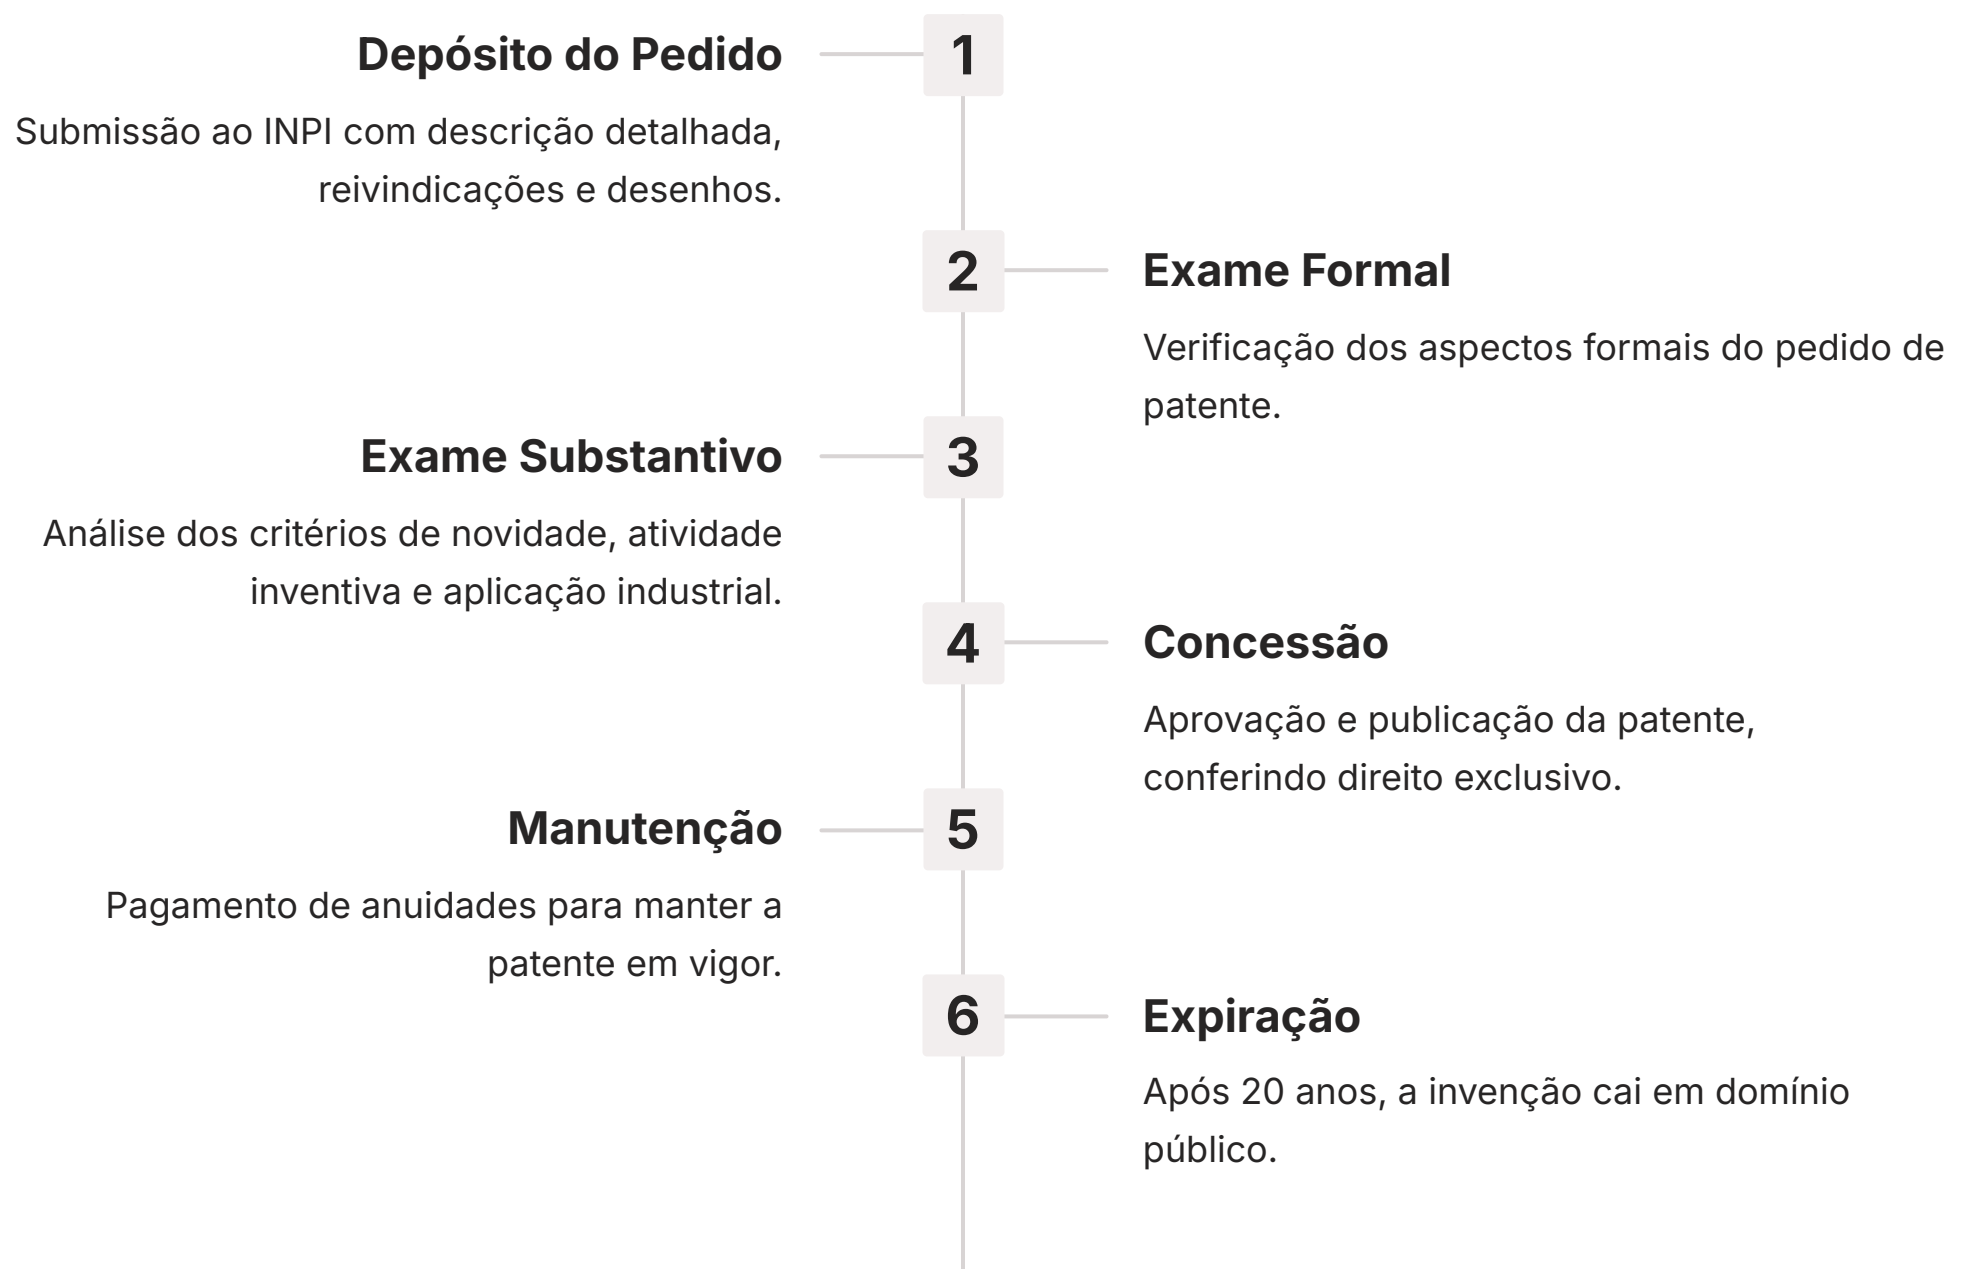 1
Depósito do Pedido
Submissão ao INPI com descrição detalhada,
reivindicações e desenhos.
2
Exame Formal
Verificação dos aspectos formais do pedido de
patente.
3
Exame Substantivo
Análise dos critérios de novidade, atividade
inventiva e aplicação industrial.
4
Concessão
Aprovação e publicação da patente,
conferindo direito exclusivo.
5
Manutenção
Pagamento de anuidades para manter a
patente em vigor.
6
Expiração
Após 20 anos, a invenção cai em domínio
público.